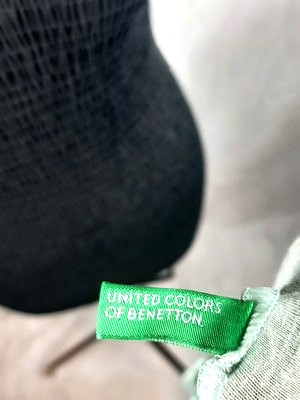 UNITED COLORS
OF BENETTON.